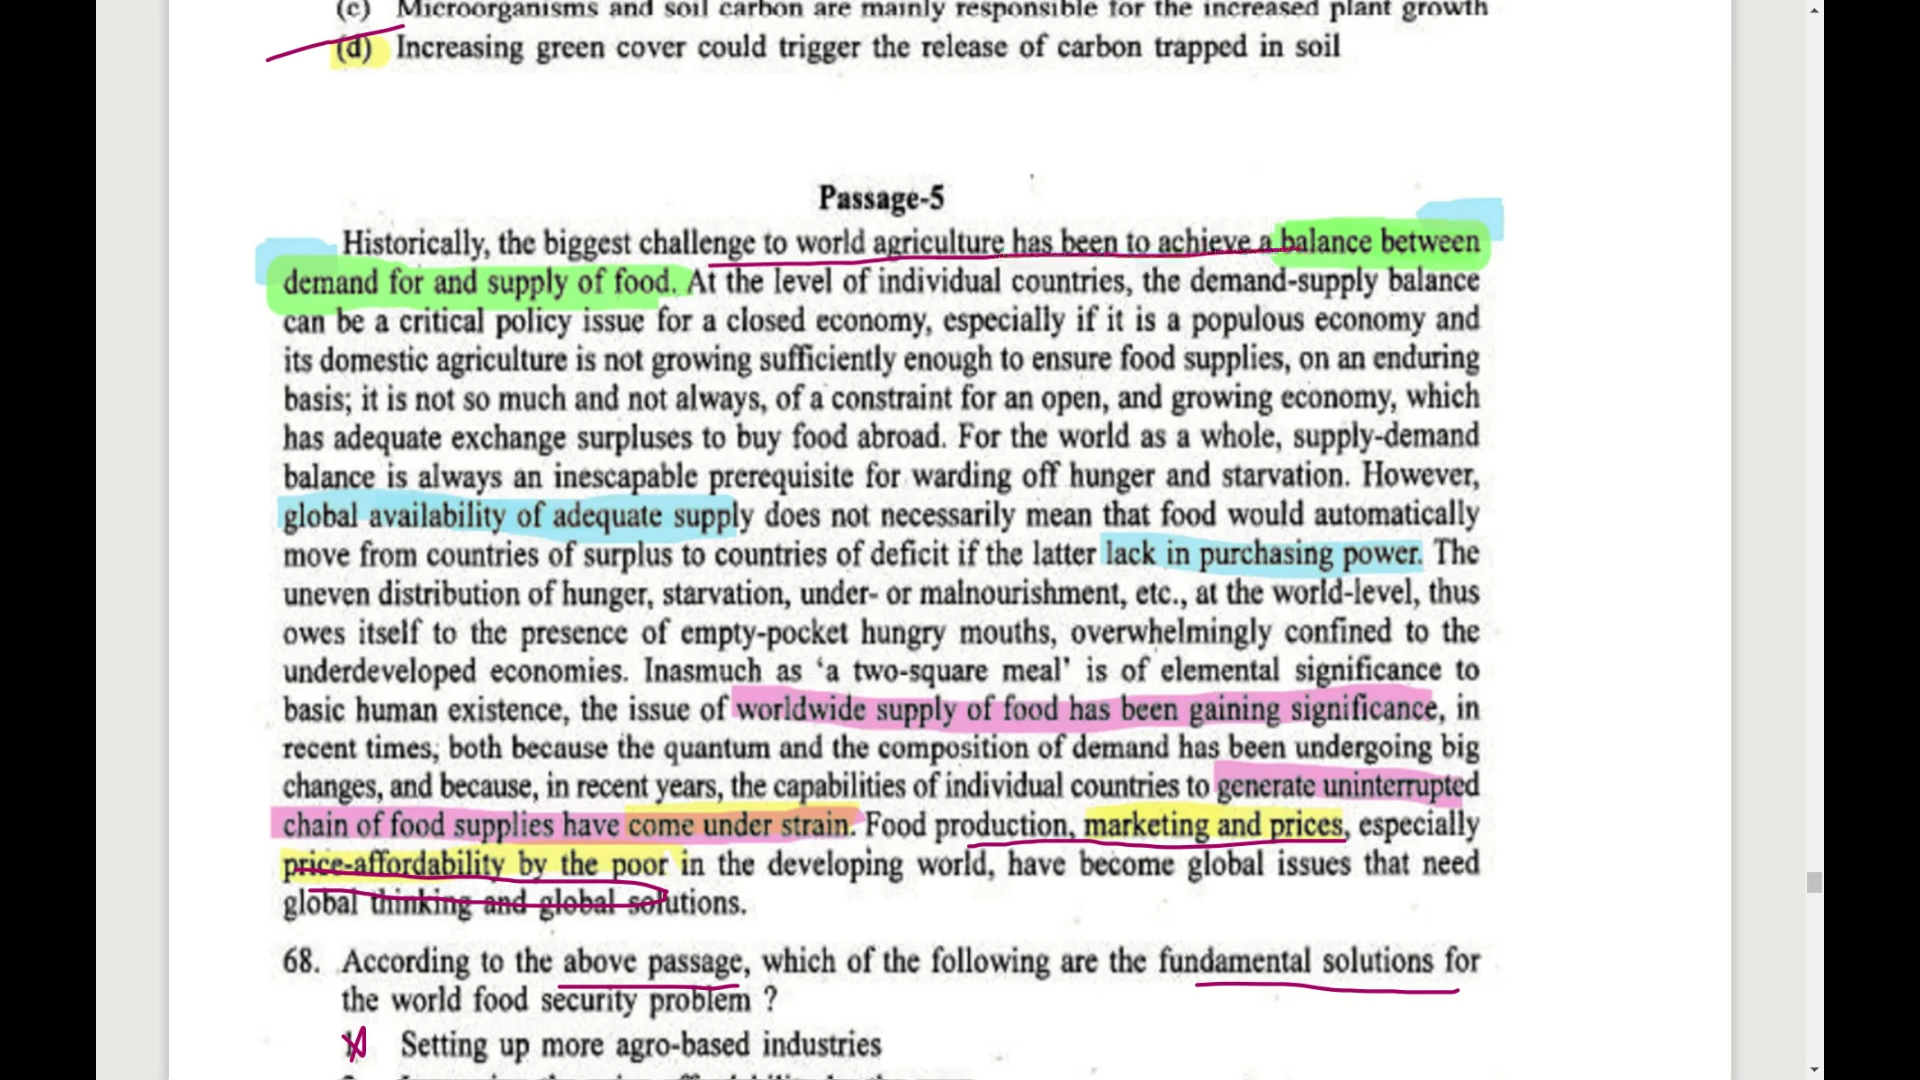 (c) Microorganisms and soil carbon are mainly responsible for the increased plant growth
(d) Increasing green cover could trigger the release of carbon trapped in soil
Passage-5
Historically, the biggest challenge to world agriculture has been to achieve a balance between
demand for and supply of food. At the level of individual countries, the demand-supply balance
can be a critical policy issue for a closed economy, especially if it is a populous economy and
its domestic agriculture is not growing sufficiently enough to ensure food supplies, on an enduring
basis; it is not so much and not always, of a constraint for an open, and growing economy, which
has adequate exchange surpluses to buy food abroad. For the world as a whole, supply-demand
balance is always an inescapable prerequisite for warding off hunger and starvation. However,
global availability of adequate supply does not necessarily mean that food would automatically
move from countries of surplus to countries of deficit if the latter lack in purchasing power. The
uneven distribution of hunger, starvation, under- or malnourishment, etc., at the world-level, thus
owes itself to the presence of empty-pocket hungry mouths, overwhelmingly confined to the
underdeveloped economies. Inasmuch as ‘a two-square meal’ is of elemental significance to
basic human existence, the issue of worldwide supply of food has been gaining significance, in
recent times, both because the quantum and the composition of demand has been undergoing big
changes, and because, in recent years, the capabilities of individual countries to generate uninterrupted
chain of food supplies have come under strain. Food production, marketing and prices, especially
price-affordability by the poor in the developing world, have become global issues that need
global thinking and global solutions.
68. According to the above passage, which of the following are the fundamental solutions for
the world food security problem ?
Setting up more agro-based industries